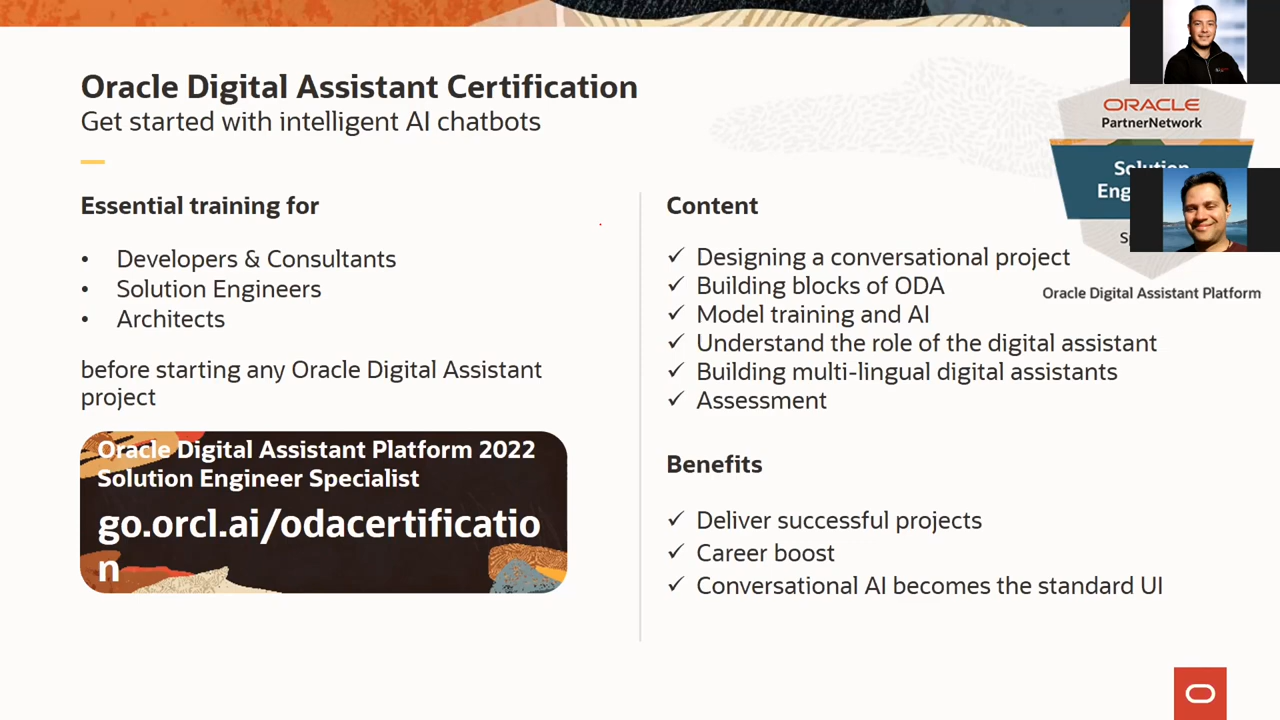 Oracle Digital Assistant Certification
Get started with intelligent AI chatbots
Essential training for
• Developers & Consultants
• Solution Engineers
• Architects
before starting any Oracle Digital Assistant
project
Oracle Digital Assistant Platform 2022
Solution Engineer Specialist
go.orcl.ai/odacertificatio
n
ORACLE
PartnerNetwork
Solution
Oracle Digital Assistant Platform
Content
✓ Designing a conversational project
✓ Building blocks of ODA
✓ Model training and AI
✓ Understand the role of the digital assistant
✓ Building multi-lingual digital assistants
✓ Assessment
Benefits
✓ Deliver successful projects
✓ Career boost
✓ Conversational AI becomes the standard UI